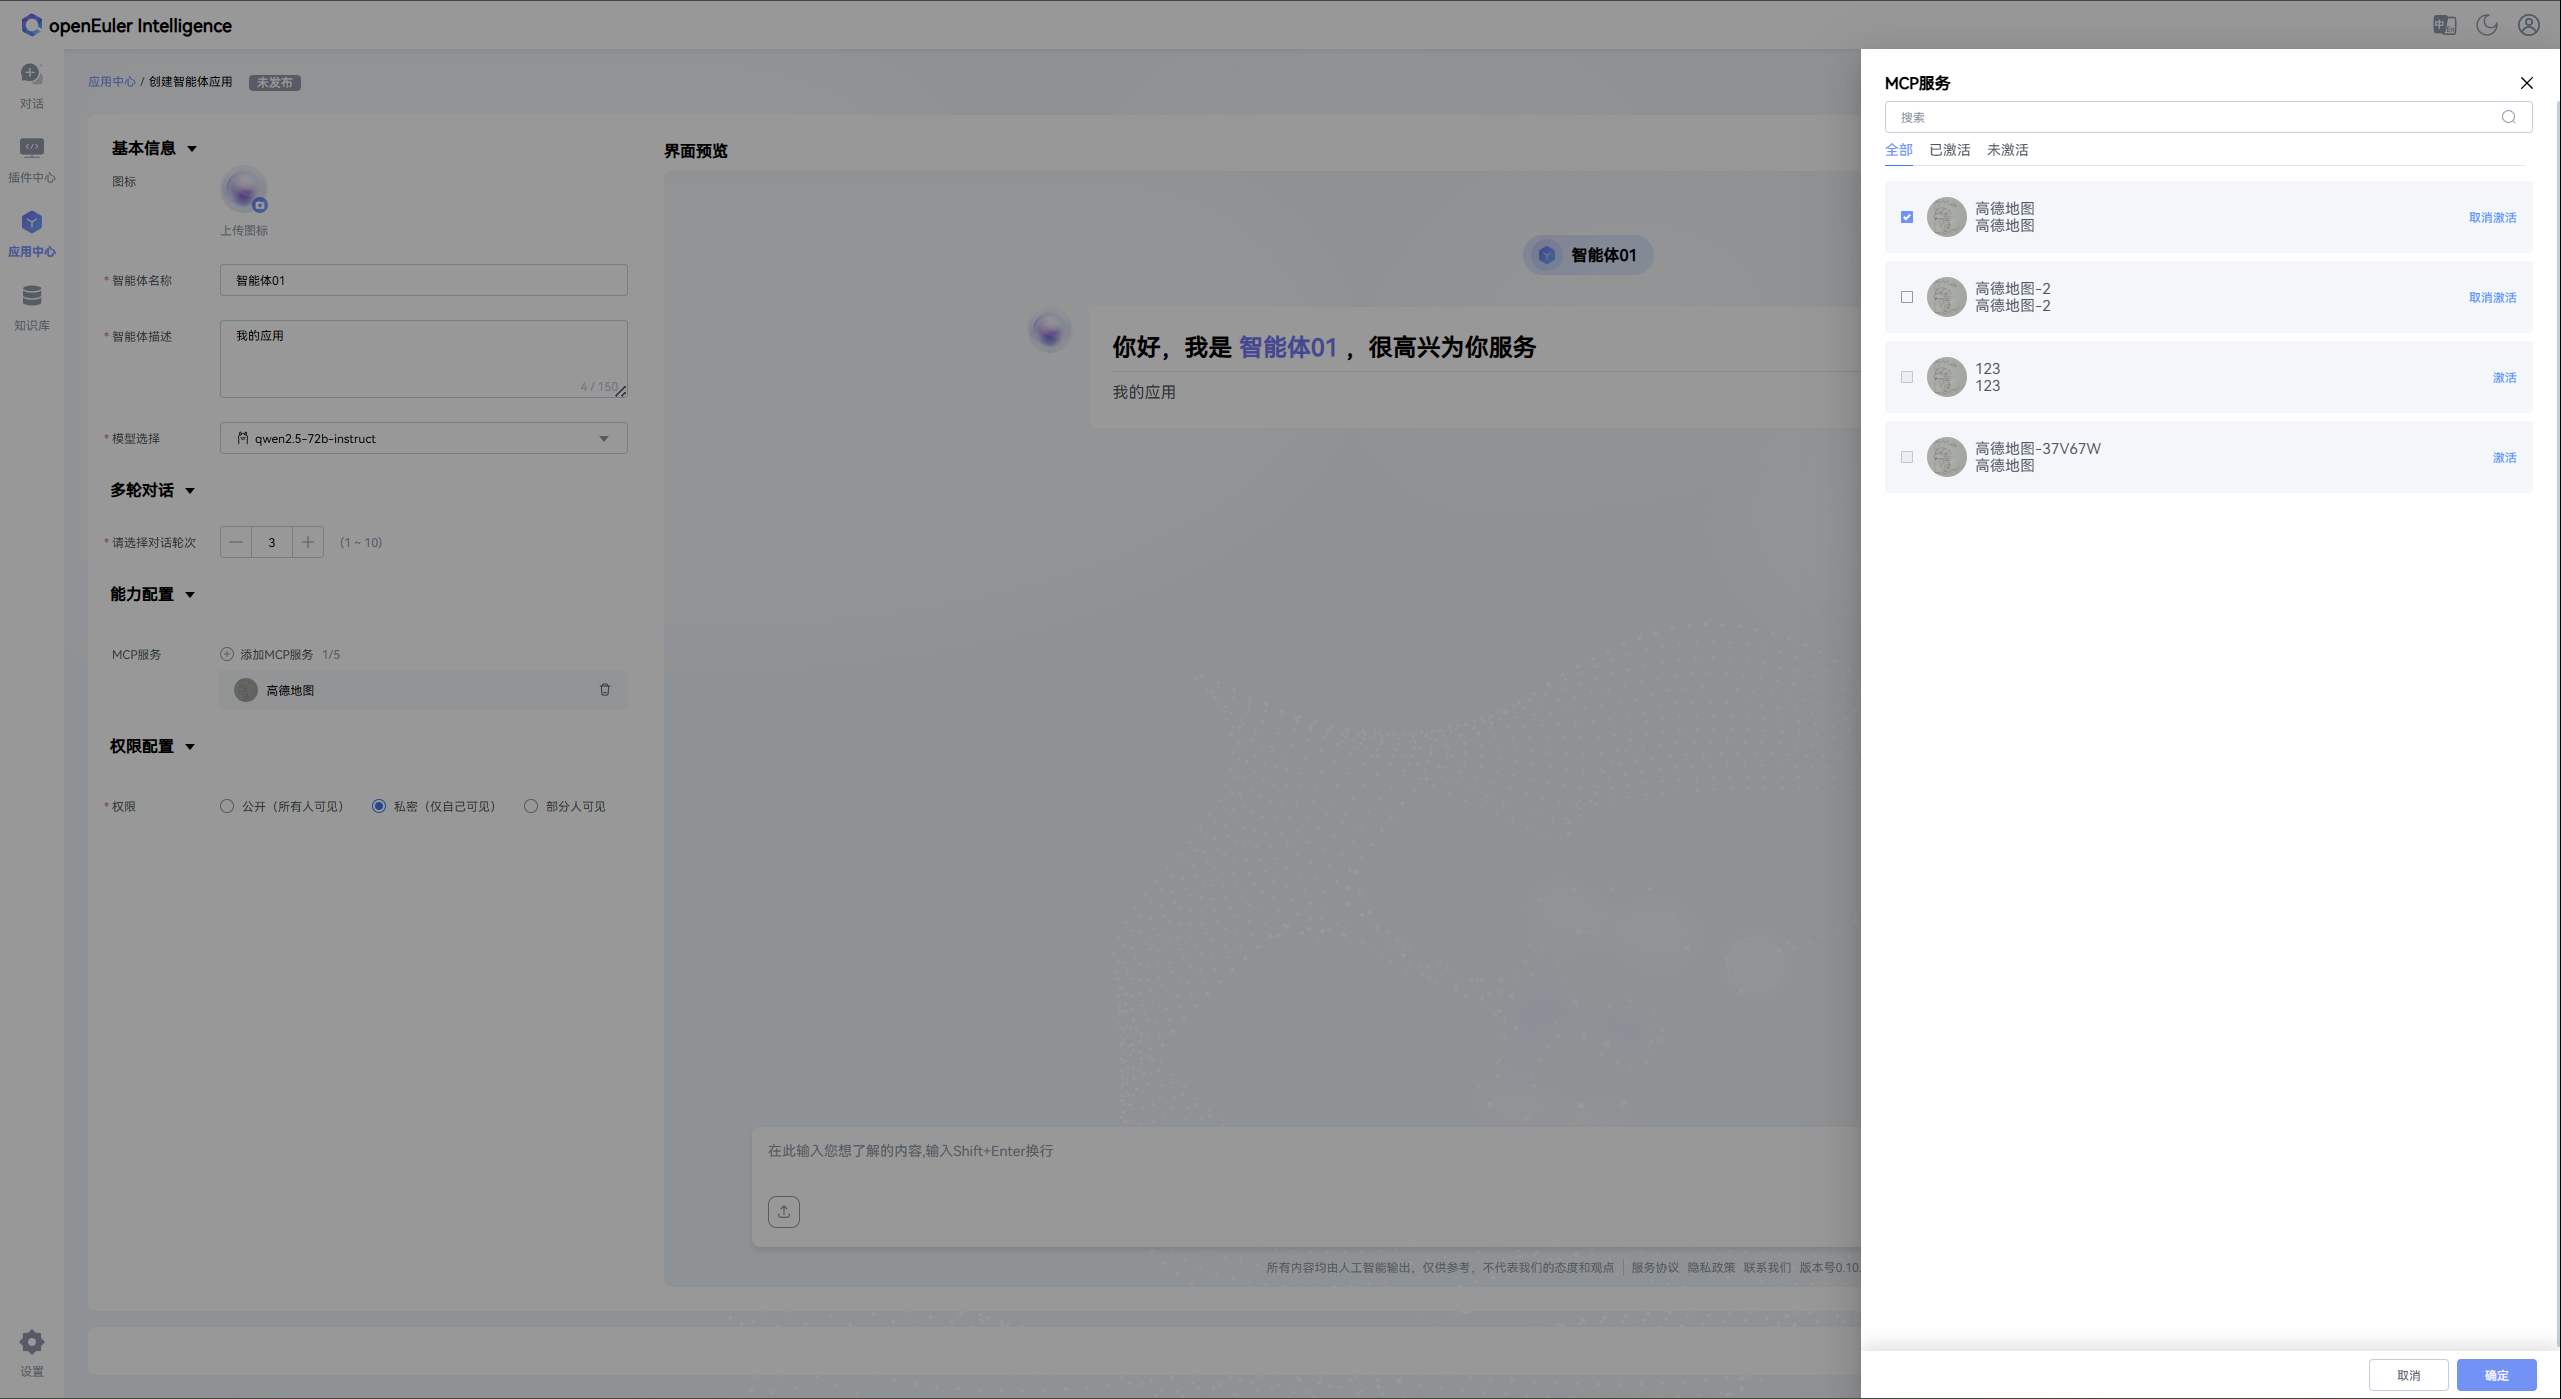 openEuler Intelligence
对话
插件中心
应用中心
知识库
设置
应用中心 / 创建智能体应用 未发布
基本信息
图标
上传图标
* 智能体名称 智能体01
* 智能体描述 我的应用
4 / 150
* 模型选择 qwen2.5-72b-instruct
多轮对话
* 请选择对话轮次 3 (1 ~ 10)
能力配置
MCP服务 添加MCP服务 1/5
高德地图
权限配置
* 权限 公开（所有人可见） 私密（仅自己可见） 部分人可见
界面预览
智能体01
你好，我是 智能体01 ，很高兴为你服务
我的应用
在此输入您想了解的内容,输入Shift+Enter换行
所有内容均由人工智能输出，仅供参考，不代表我们的态度和观点 服务协议 隐私政策 联系我们 版本号0.10.
MCP服务
搜索
全部 已激活 未激活
高德地图
高德地图
取消激活
高德地图-2
高德地图-2
取消激活
123
123
激活
高德地图-37V67W
高德地图
激活
取消 确定